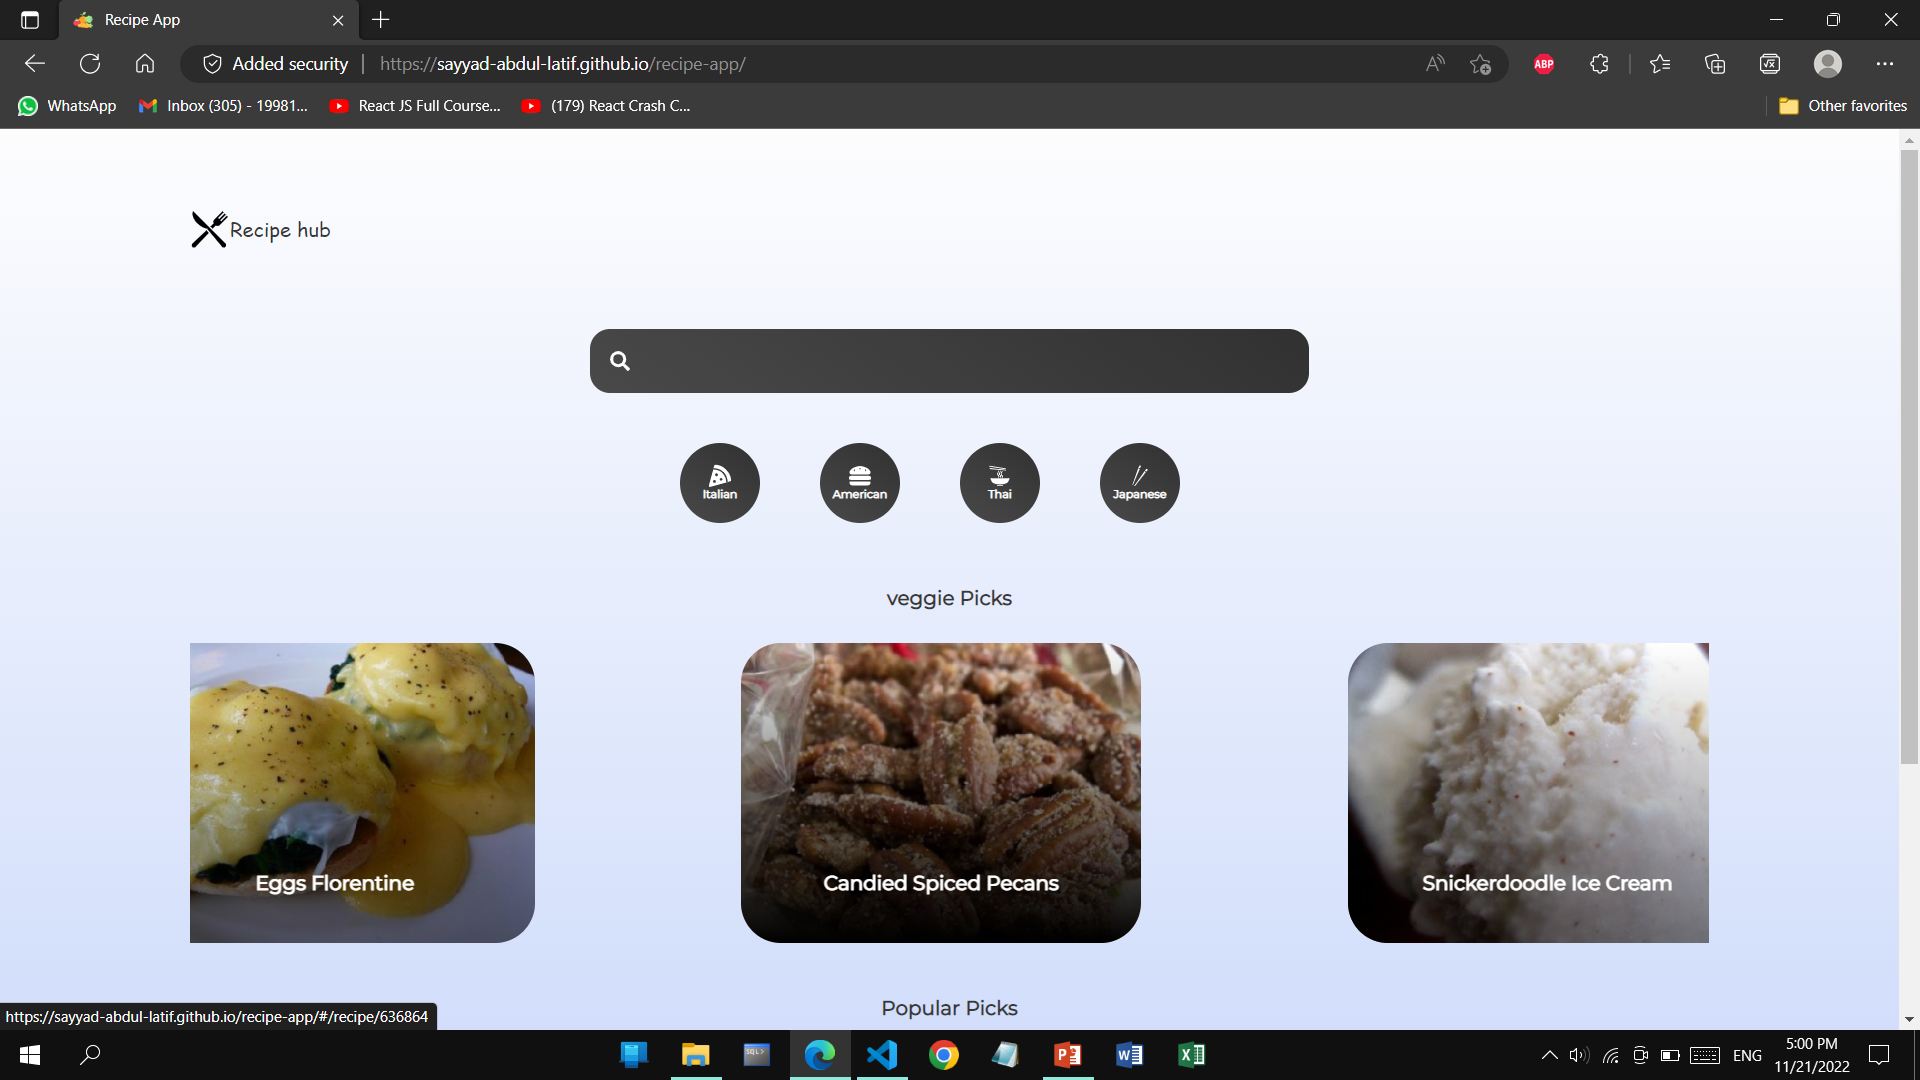 Recipe App
Added security
https://sayyad-abdul-latif.github.io/recipe-app/
ABP
WhatsApp
Inbox (305) - 19981...
React JS Full Course...
(179) React Crash C...
Other favorites
Recipe hub
Italian
American
Thai
Japanese
veggie Picks
Eggs Florentine
Candied Spiced Pecans
Snickerdoodle Ice Cream
Popular Picks
https://sayyad-abdul-latif.github.io/recipe-app/#/recipe/636864
SQL>
ENG
5:00 PM
11/21/2022